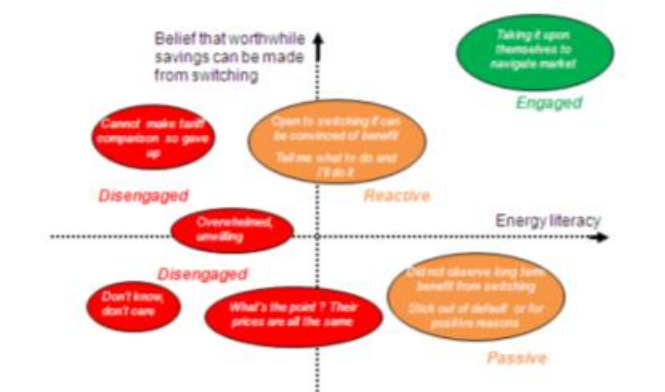 Belief that worthwhile
savings can be made
from switching
Taking it upon
themselves to
navigate market
Engaged
Cannot make tariff
comparison so gave
up
Open to switching if can
be convinced of benefit
Tell me what to do and
I'll do it
Disengaged
Reactive
Overwhelmed,
unwilling
Energy literacy
Disengaged
Don't know,
don't care
What's the point ? Their
prices are all the same
Did not observe long term
benefit from switching
Stick out of default or for
positive reasons
Passive